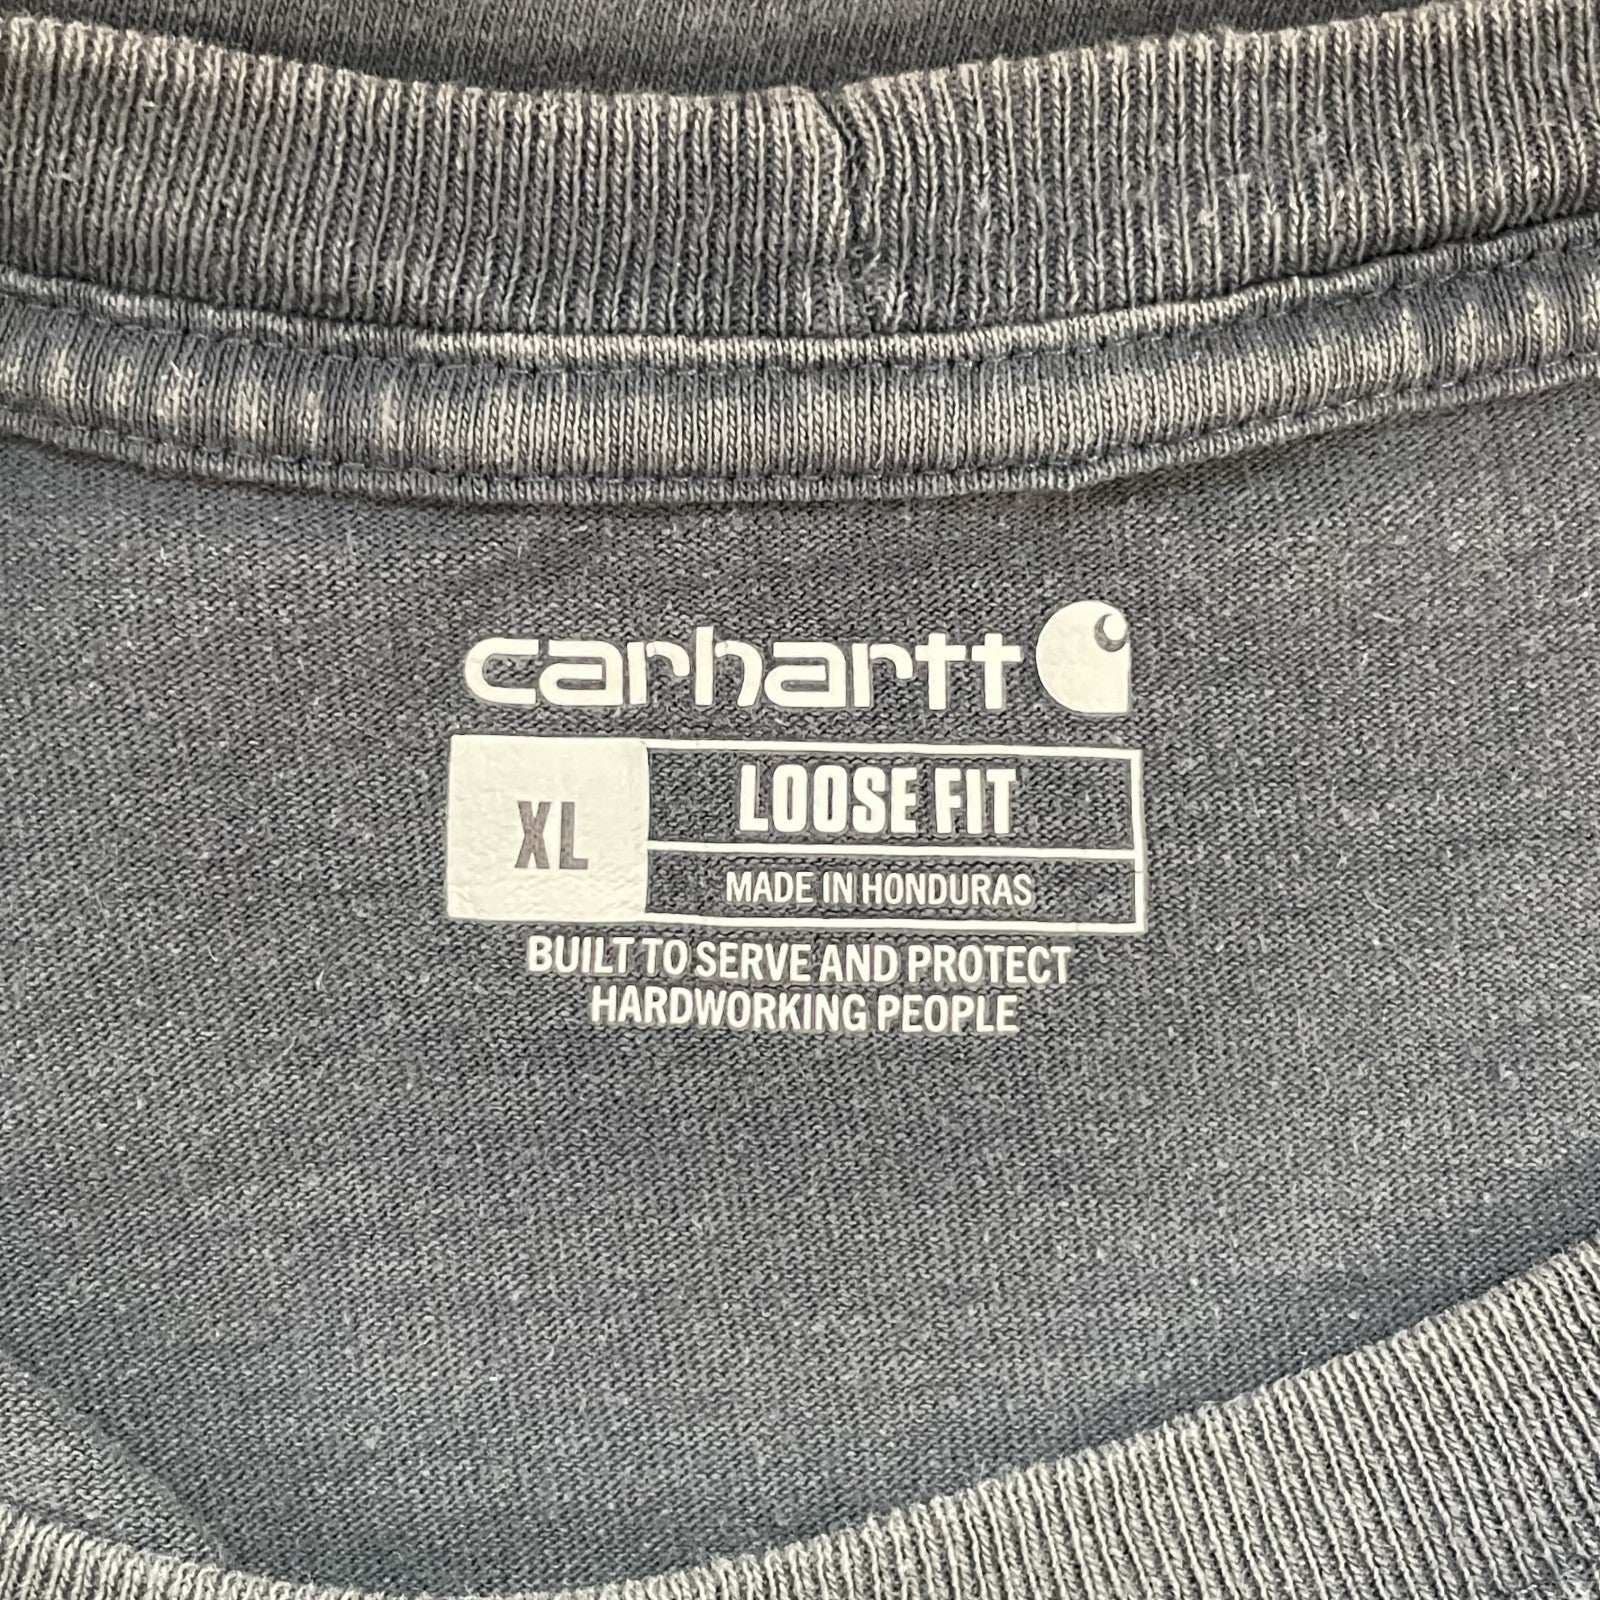 carhartt
XL
LOOSE FIT
MADE IN HONDURAS
BUILT TO SERVE AND PROTECT
HARDWORKING PEOPLE